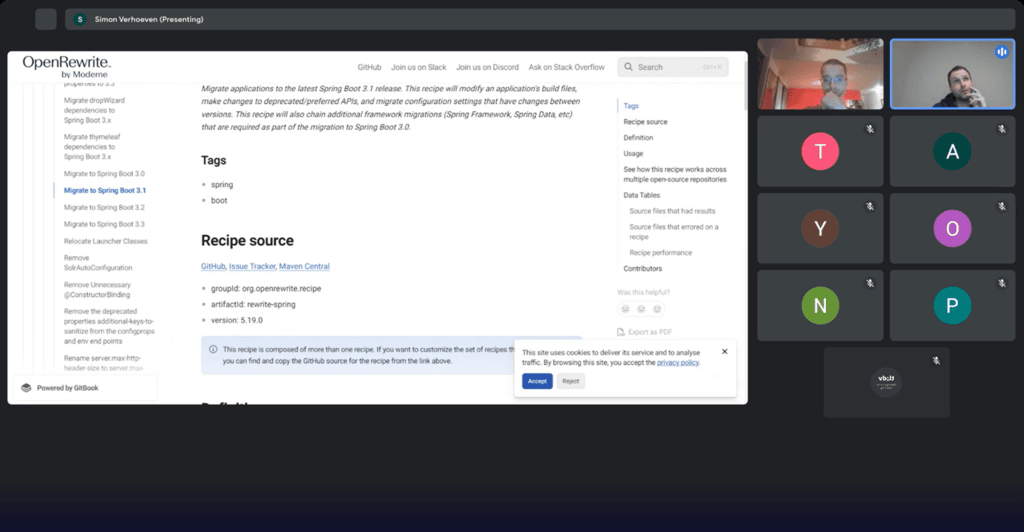 S
Simon Verhoeven (Presenting)
OpenRewrite™
by Moderne
GitHub
Join us on Slack
Join us on Discord
Ask on Stack Overflow
Search
Ctrl+K
properties to 3.3
Migrate dropWizard
dependencies to
Spring Boot 3.x
Migrate thymeleaf
dependencies to
Spring Boot 3.x
Migrate to Spring Boot 3.0
Migrate to Spring Boot 3.1
Migrate to Spring Boot 3.2
Migrate to Spring Boot 3.3
Relocate Launcher Classes
Remove
SolrAutoConfiguration
Remove Unnecessary
@ConstructorBinding
Remove the deprecated
properties additional-keys-to-
sanitize from the configprops
and env end points
Rename server.max-http-
header-size to server.max-
Powered by GitBook
Migrate applications to the latest Spring Boot 3.1 release. This recipe will modify an application's build files,
make changes to deprecated/preferred APIs, and migrate configuration settings that have changes between
versions. This recipe will also chain additional framework migrations (Spring Framework, Spring Data, etc)
that are required as part of the migration to Spring Boot 3.0.
Tags
spring
boot
Recipe source
GitHub, Issue Tracker, Maven Central
groupId: org.openrewrite.recipe
artifactId: rewrite-spring
version: 5.19.0
This recipe is composed of more than one recipe. If you want to customize the set of recipes th
you can find and copy the GitHub source for the recipe from the link above.
Tags
Recipe source
Definition
Usage
See how this recipe works across
multiple open-source repositories
Data Tables
Source files that had results
Source files that errored on a
recipe
Recipe performance
Contributors
Was this helpful?
Export as PDF
This site uses cookies to deliver its service and to analyse
traffic. By browsing this site, you accept the privacy policy.
Accept
Reject
T
A
Y
O
N
P